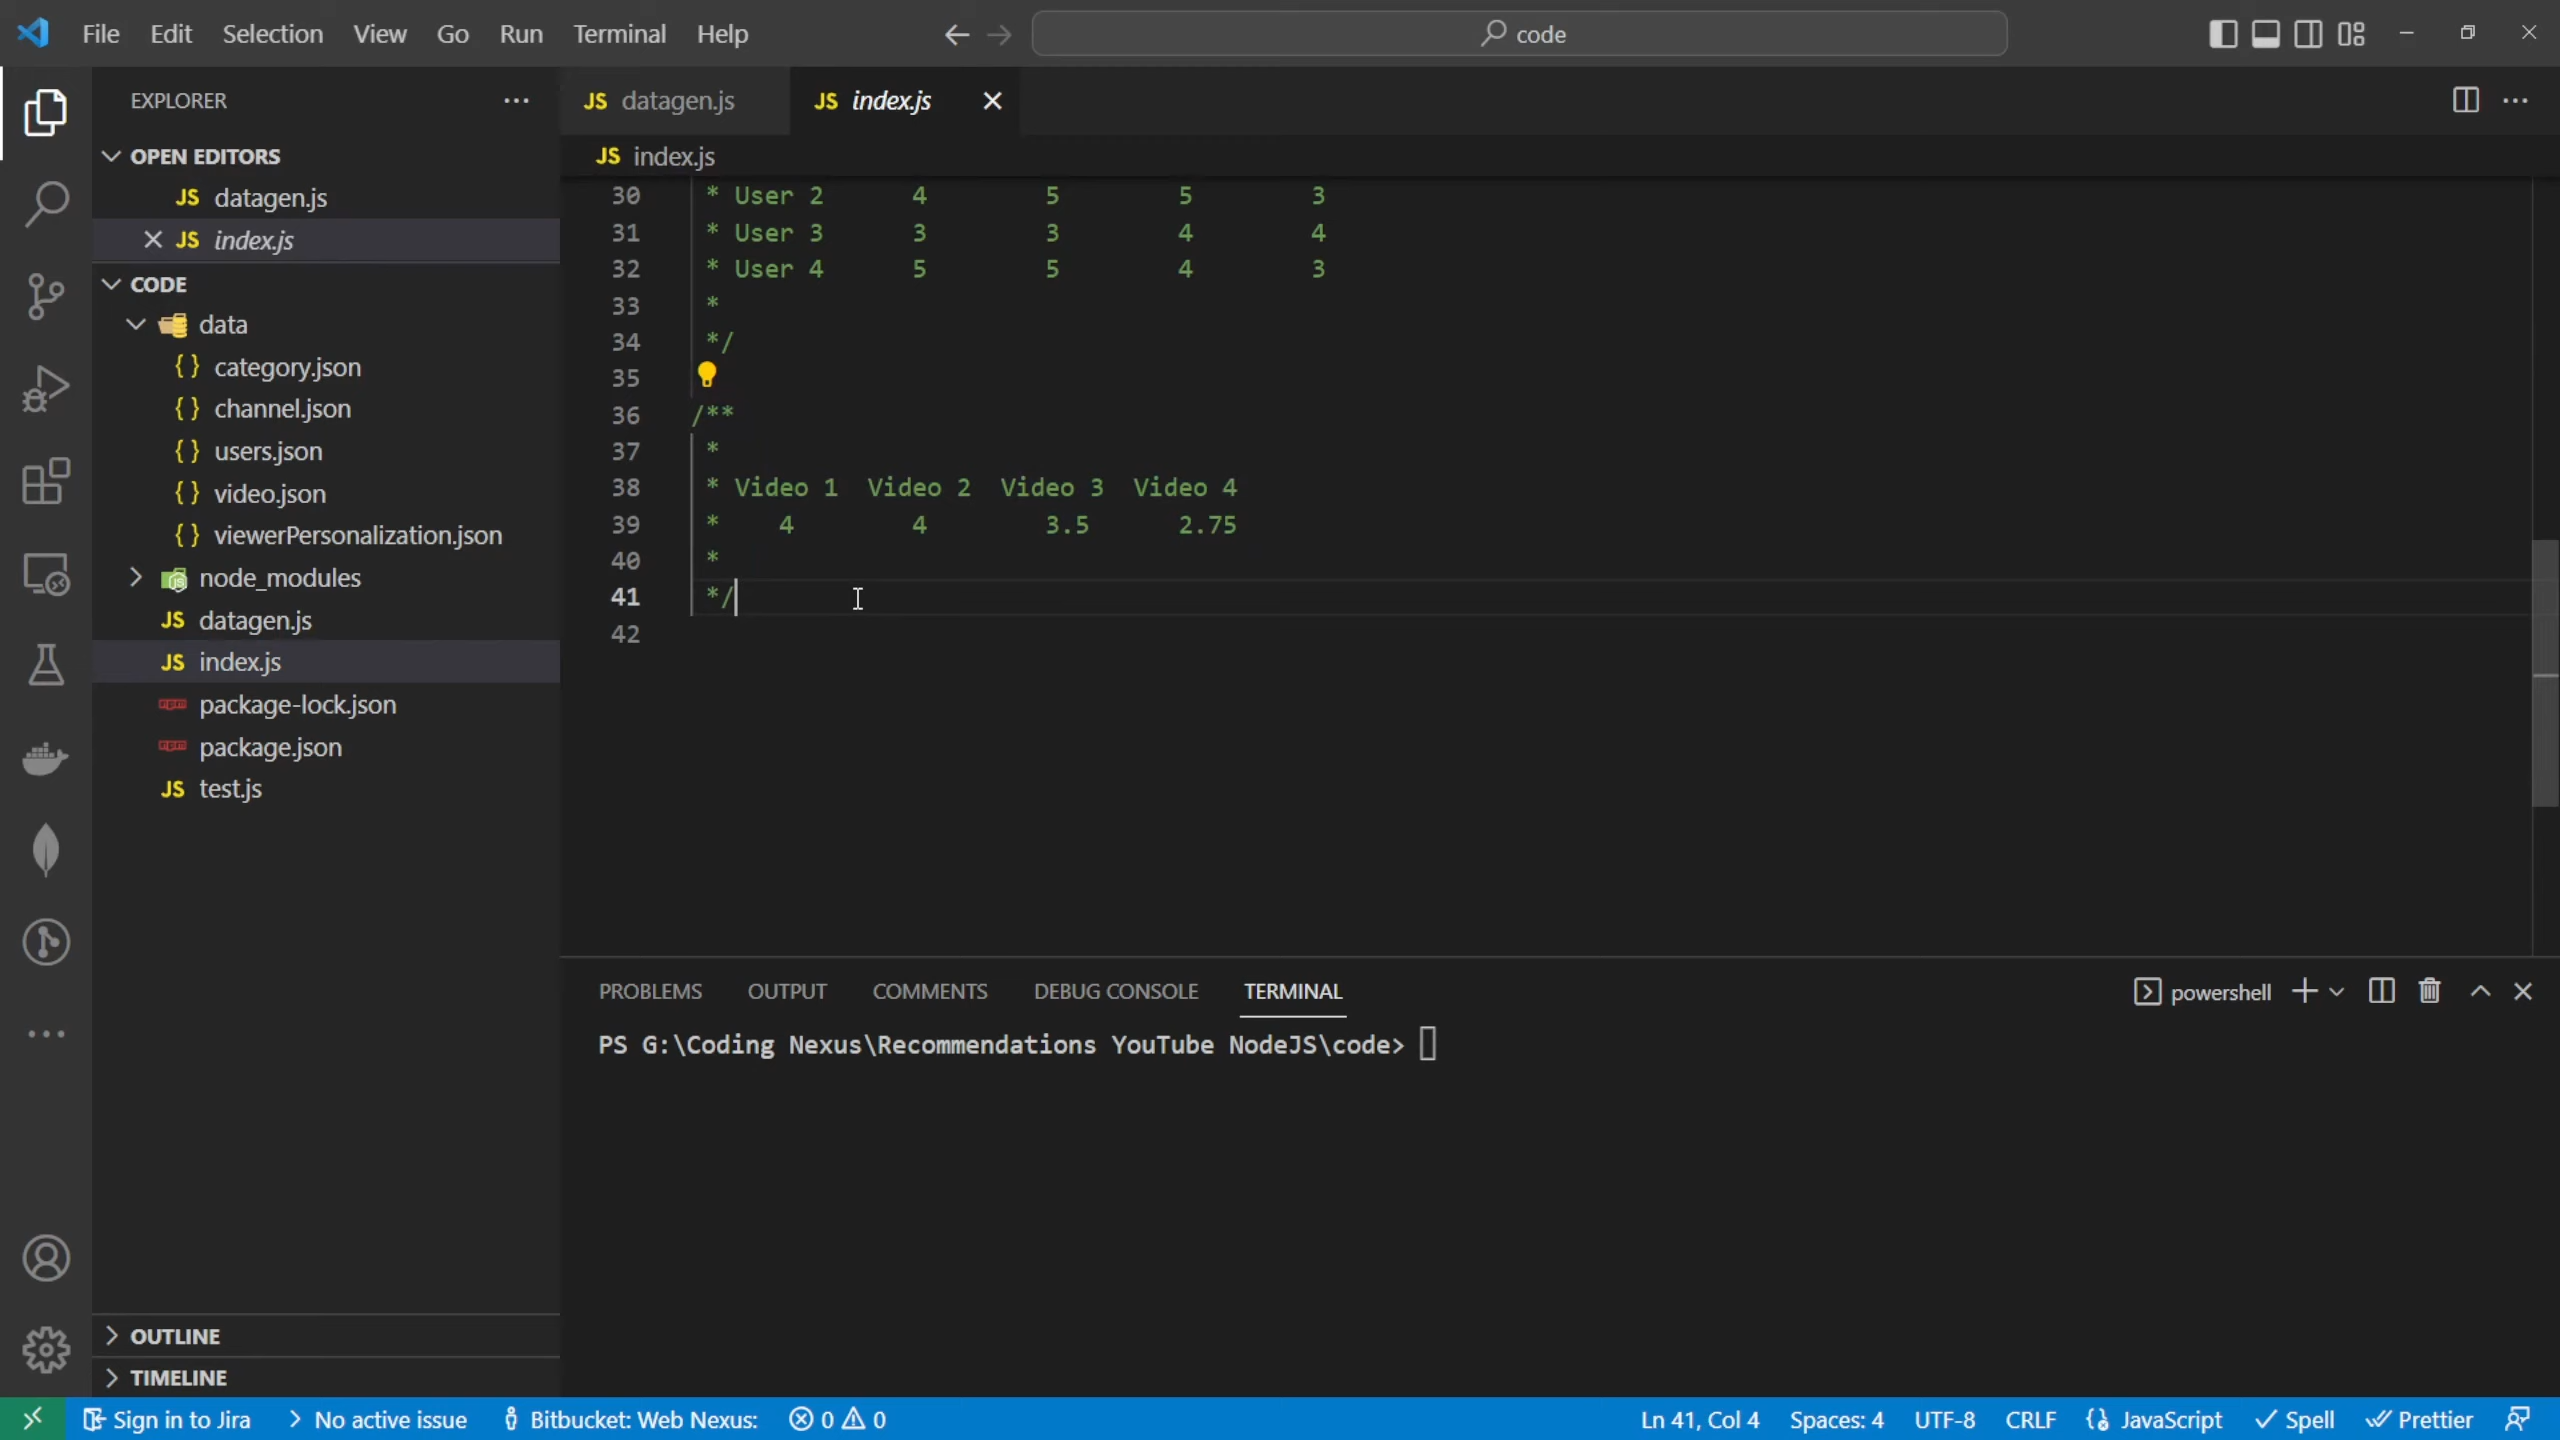 File Edit Selection View Go Run Terminal Help
code
EXPLORER
OPEN EDITORS
JS datagen.js
JS index.js
CODE
data
{ } category.json
{ } channel.json
{ } users.json
{ } video.json
{ } viewerPersonalization.json
node_modules
JS datagen.js
JS index.js
package-lock.json
package.json
JS test.js
OUTLINE
TIMELINE
JS datagen.js JS index.js
JS index.js
30 * User 2 4 5 5 3
31 * User 3 3 3 4 4
32 * User 4 5 5 4 3
33 *
34 */
35
36 /**
37 *
38 * Video 1 Video 2 Video 3 Video 4
39 * 4 4 3.5 2.75
40 *
41 */
42
PROBLEMS OUTPUT COMMENTS DEBUG CONSOLE TERMINAL
powershell
PS G:\Coding Nexus\Recommendations YouTube NodeJS\code>
Sign in to Jira No active issue Bitbucket: Web Nexus: 0 0 Ln 41, Col 4 Spaces: 4 UTF-8 CRLF JavaScript Spell Prettier